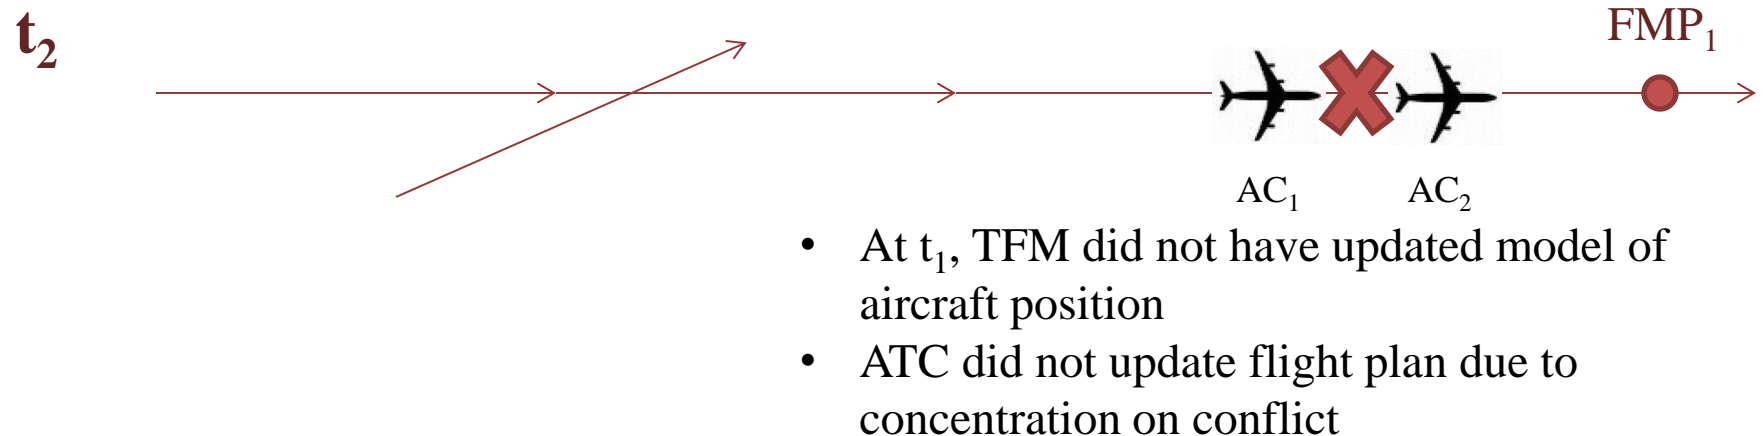 t₂
FMP₁
AC₁ AC₂
• At t₁, TFM did not have updated model of
aircraft position
• ATC did not update flight plan due to
concentration on conflict